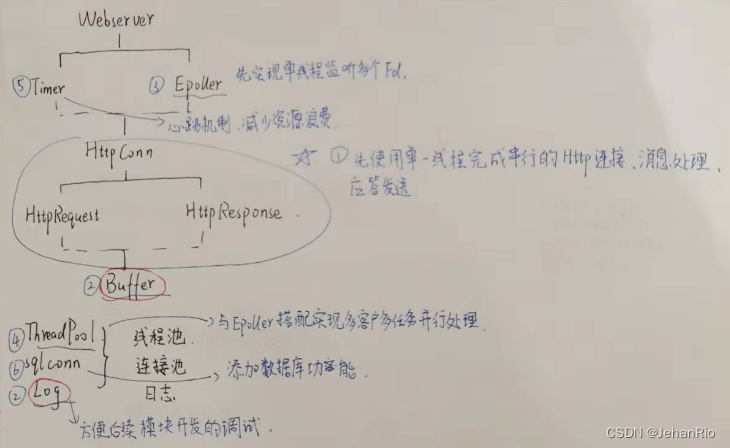 Webserver
⑤ Timer ③ Epoller 先实现单线程监听多个Fd.
心跳机制.减少资源浪费.
HttpConn
☆ ①先使用单一线程完成串行的Http连接、消息处理、
应答发送
HttpRequest HttpResponse.
② Buffer
④ ThreadPool 线程池. 与Epoller搭配实现多客户多任务并行处理.
⑥ sqlconn 连接池 添加数据库功能.
② Log 日志
方便后续模块开发的调试.
CSDN @JehanRio